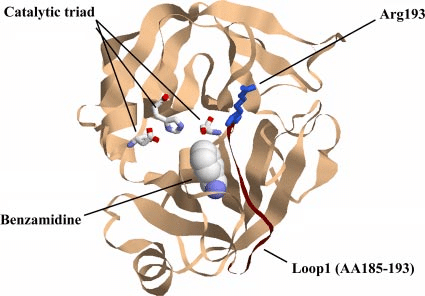 Catalytic triad
Arg193
Benzamidine
Loop1 (AA185-193)